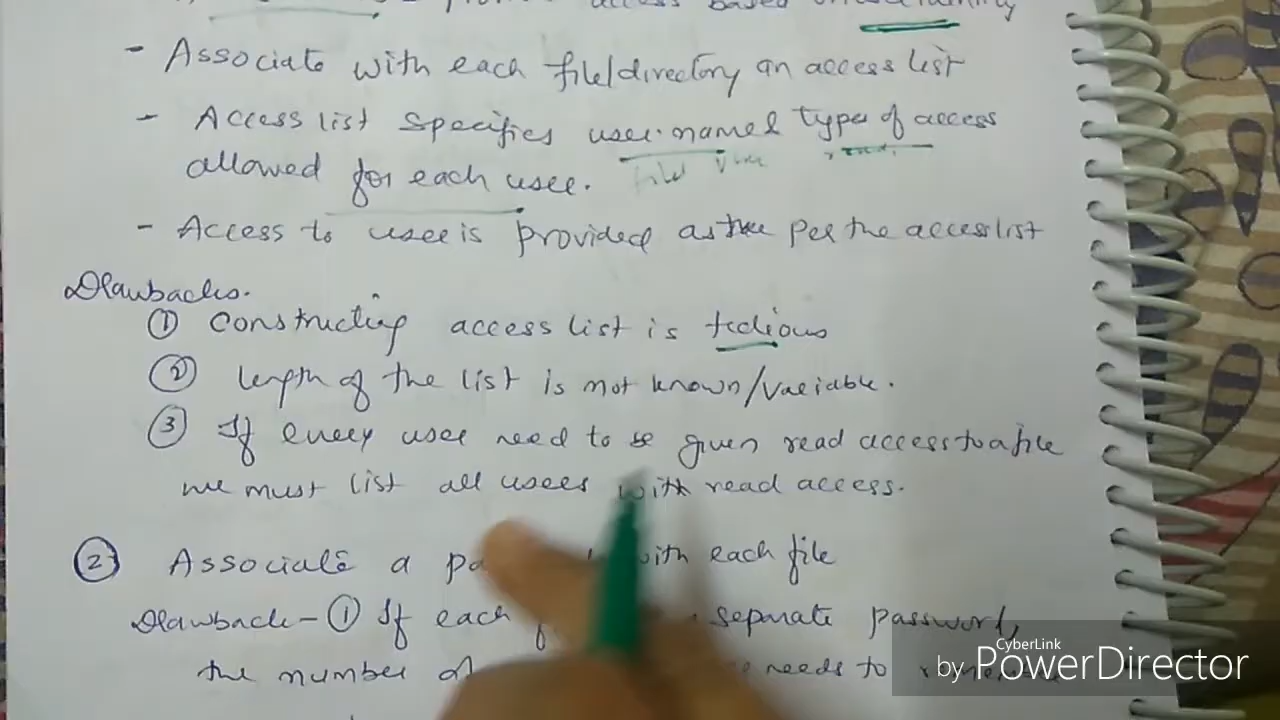 access based on
- Associate with each file/directory an access list
- Access list specifies user name & type of access
read
allowed for each user.
- Access to user is provided as per the access list
Drawbacks.
① Constructing access list is tedious
② Length of the list is not known/variable.
③ If every user need to be given read access to a file
we must list all users with read access.
② Associate a with each file
Drawback - ① If each separate password,
the number of needs to
CyberLink
by PowerDirector